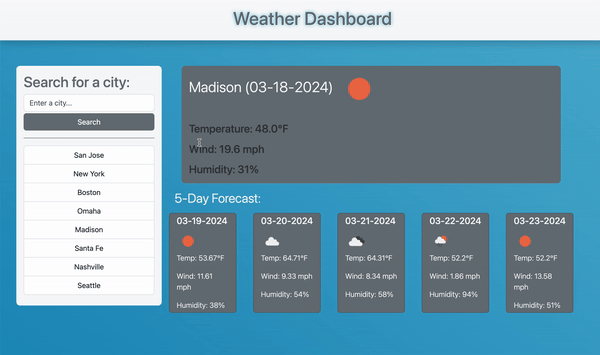 Weather Dashboard
Search for a city:
Enter a city...
Search
San Jose
New York
Boston
Omaha
Madison
Santa Fe
Nashville
Seattle
Madison (03-18-2024)
Temperature: 48.0°F
Wind: 19.6 mph
Humidity: 31%
5-Day Forecast:
03-19-2024
Temp: 53.67°F
Wind: 11.61
mph
Humidity: 38%
03-20-2024
Temp: 64.71°F
Wind: 9.33 mph
Humidity: 54%
03-21-2024
Temp: 64.31°F
Wind: 8.34 mph
Humidity: 58%
03-22-2024
Temp: 52.2°F
Wind: 1.86 mph
Humidity: 94%
03-23-2024
Temp: 52.2°F
Wind: 13.58
mph
Humidity: 51%